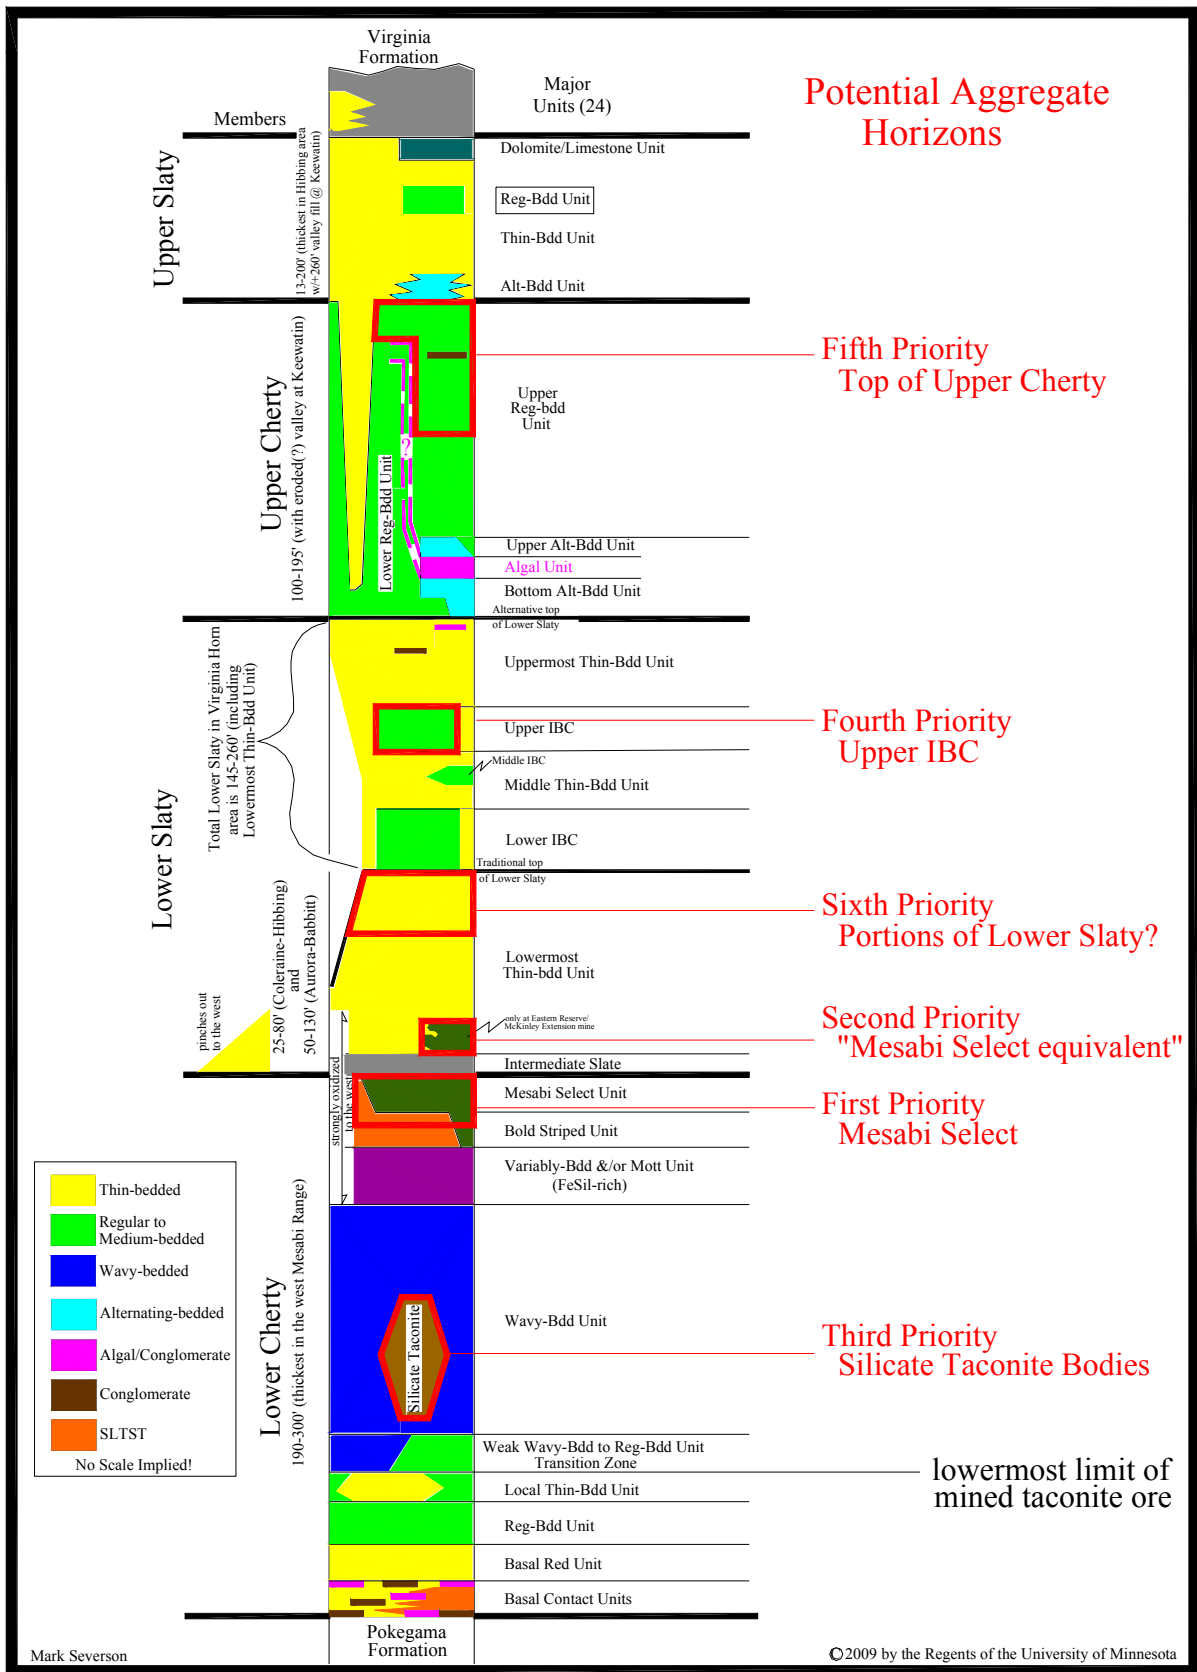 Virginia
Formation
Members
Major
Units (24)
Potential Aggregate
Horizons
Upper Slaty
13-200' (thickest in Hibbing area
w/+260' valley fill @ Keewatin)
Dolomite/Limestone Unit
Reg-Bdd Unit
Thin-Bdd Unit
Alt-Bdd Unit
Upper Cherty
100-195' (with eroded(?) valley at Keewatin)
Lower Reg-Bdd Unit
?
Upper
Reg-bdd
Unit
Fifth Priority
Top of Upper Cherty
Upper Alt-Bdd Unit
Algal Unit
Bottom Alt-Bdd Unit
Alternative top
of Lower Slaty
Lower Slaty
Total Lower Slaty in Virginia Horn
area is 145-260' (including
Lowermost Thin-Bdd Unit)
Uppermost Thin-Bdd Unit
Upper IBC
Fourth Priority
Upper IBC
Middle IBC
Middle Thin-Bdd Unit
Lower IBC
Traditional top
of Lower Slaty
Sixth Priority
Portions of Lower Slaty?
25-80' (Coleraine-Hibbing)
and
50-130' (Aurora-Babbitt)
pinches out
to the west
Lowermost
Thin-bdd Unit
only at Eastern Reserve/
McKinley Extension mine
Second Priority
"Mesabi Select equivalent"
Intermediate Slate
strongly oxidized
to the west
Mesabi Select Unit
First Priority
Mesabi Select
Bold Striped Unit
Variably-Bdd &/or Mott Unit
(FeSil-rich)
Lower Cherty
190-300' (thickest in the west Mesabi Range)
Wavy-Bdd Unit
Silicate Taconite
Third Priority
Silicate Taconite Bodies
Weak Wavy-Bdd to Reg-Bdd Unit
Transition Zone
lowermost limit of
mined taconite ore
Local Thin-Bdd Unit
Reg-Bdd Unit
Basal Red Unit
Basal Contact Units
Pokegama
Formation
Thin-bedded
Regular to
Medium-bedded
Wavy-bedded
Alternating-bedded
Algal/Conglomerate
Conglomerate
SLTST
No Scale Implied!
Mark Severson
©2009 by the Regents of the University of Minnesota